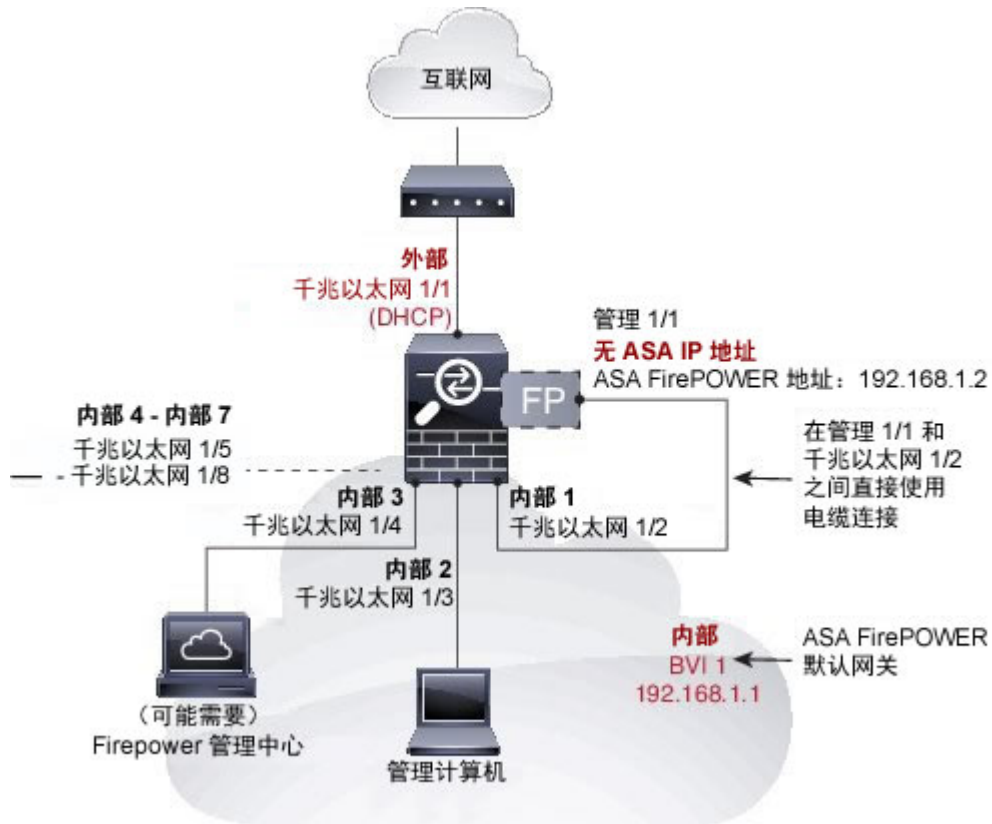 互联网
外部
千兆以太网 1/1
(DHCP)
管理 1/1
无 ASA IP 地址
ASA FirePOWER 地址：192.168.1.2
FP
内部 4 - 内部 7
千兆以太网 1/5
- 千兆以太网 1/8
在管理 1/1 和
千兆以太网 1/2
之间直接使用
电缆连接
内部 3
千兆以太网 1/4
内部 1
千兆以太网 1/2
内部 2
千兆以太网 1/3
内部
BVI 1
192.168.1.1
ASA FirePOWER
默认网关
（可能需要）
Firepower 管理中心
管理计算机